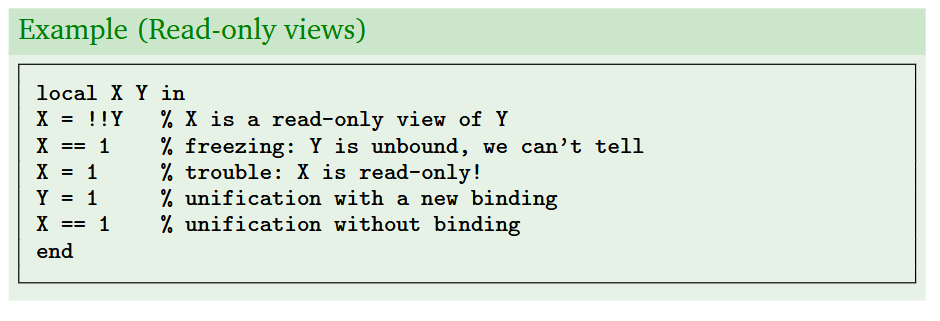 Example (Read-only views)
local X Y in
X = !!Y   % X is a read-only view of Y
X == 1    % freezing: Y is unbound, we can't tell
X = 1     % trouble: X is read-only!
Y = 1     % unification with a new binding
X == 1    % unification without binding
end